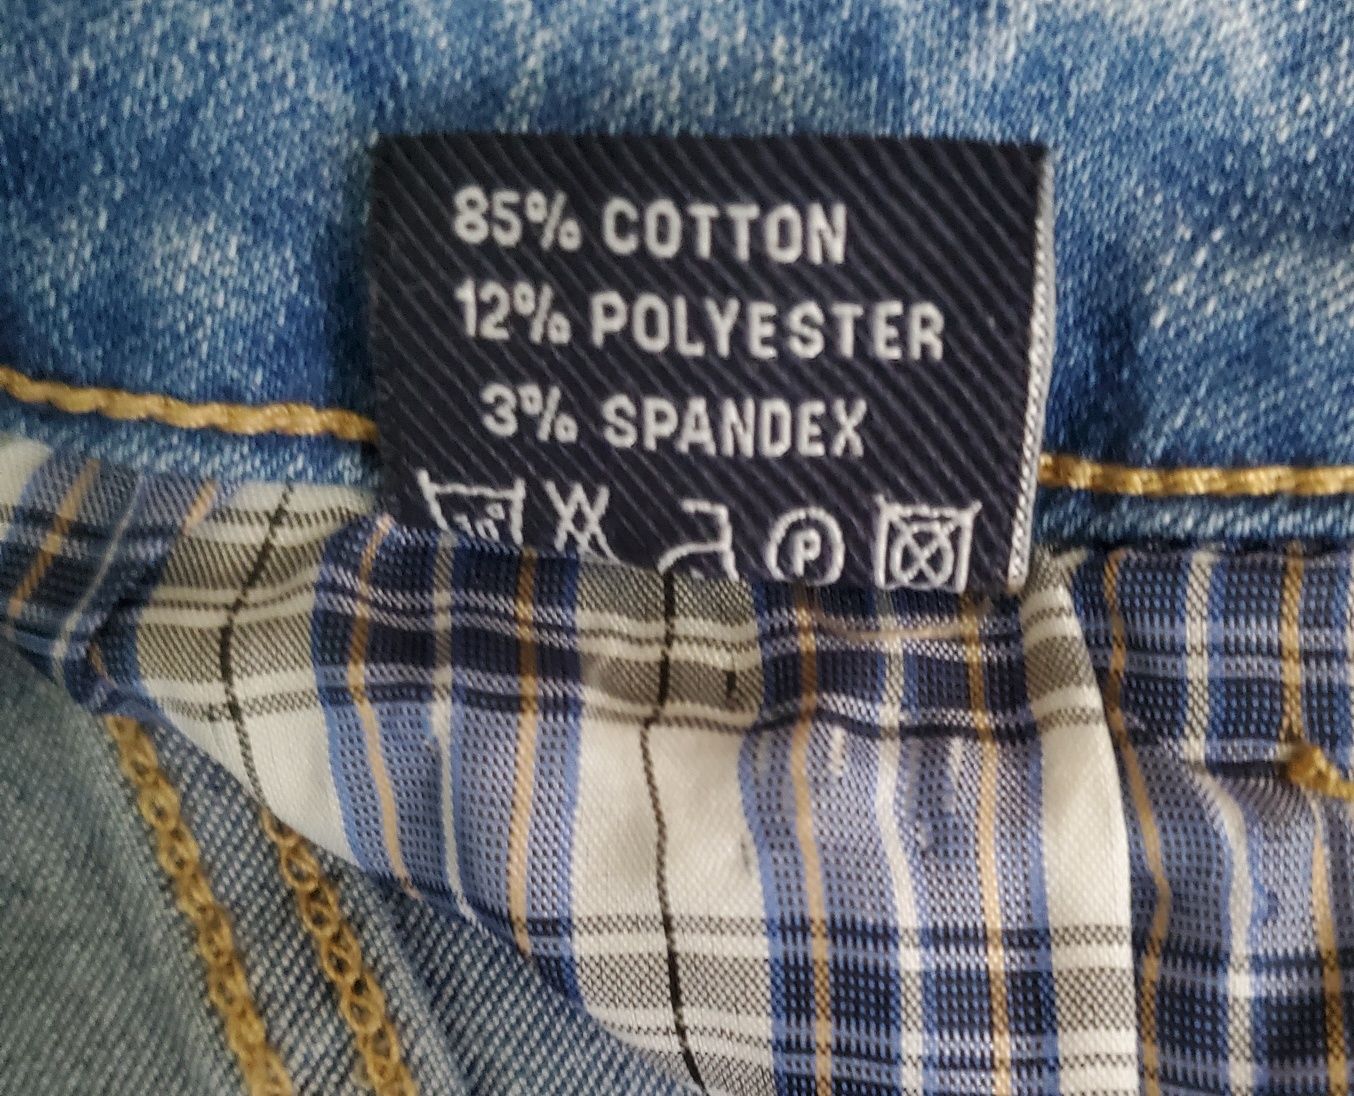 85% COTTON
12% POLYESTER
3% SPANDEX
P